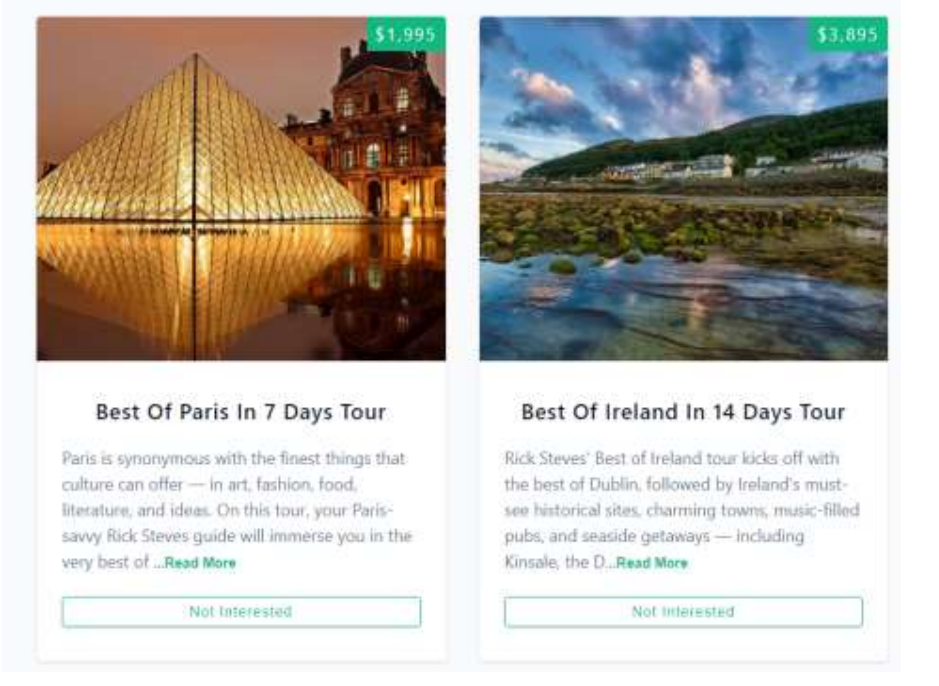 $1,995
Best Of Paris In 7 Days Tour
Paris is synonymous with the finest things that
culture can offer — in art, fashion, food,
literature, and ideas. On this tour, your Paris-
savvy Rick Steves guide will immerse you in the
very best of ...Read More
Not Interested
$3,895
Best Of Ireland In 14 Days Tour
Rick Steves' Best of Ireland tour kicks off with
the best of Dublin, followed by Ireland's must-
see historical sites, charming towns, music-filled
pubs, and seaside getaways — including
Kinsale, the D...Read More
Not Interested